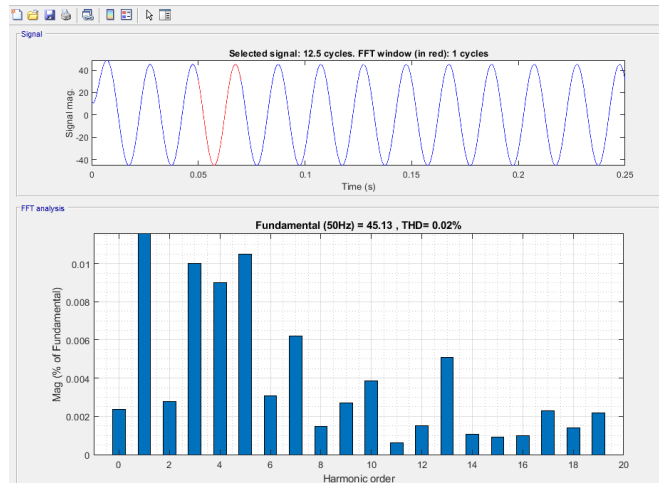 Signal
Selected signal: 12.5 cycles. FFT window (in red): 1 cycles
Signal mag.
40
20
0
-20
-40
0 0.05 0.1 0.15 0.2 0.25
Time (s)
FFT analysis
Fundamental (50Hz) = 45.13 , THD= 0.02%
Mag (% of Fundamental)
0.01
0.008
0.006
0.004
0.002
0
0 2 4 6 8 10 12 14 16 18 20
Harmonic order